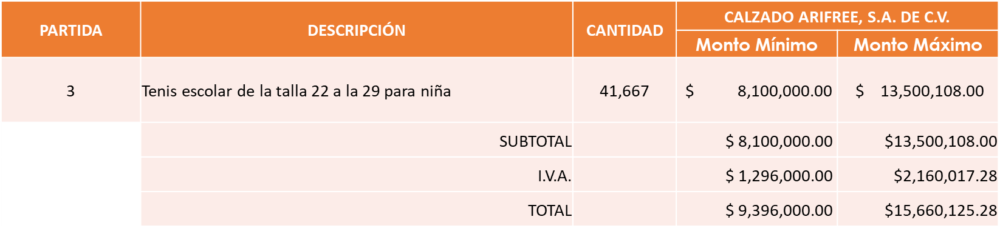 PARTIDA DESCRIPCIÓN CANTIDAD CALZADO ARIFREE, S.A. DE C.V.
Monto Mínimo Monto Máximo
3 Tenis escolar de la talla 22 a la 29 para niña 41,667 $ 8,100,000.00 $ 13,500,108.00
SUBTOTAL $ 8,100,000.00 $13,500,108.00
I.V.A. $ 1,296,000.00 $2,160,017.28
TOTAL $ 9,396,000.00 $15,660,125.28